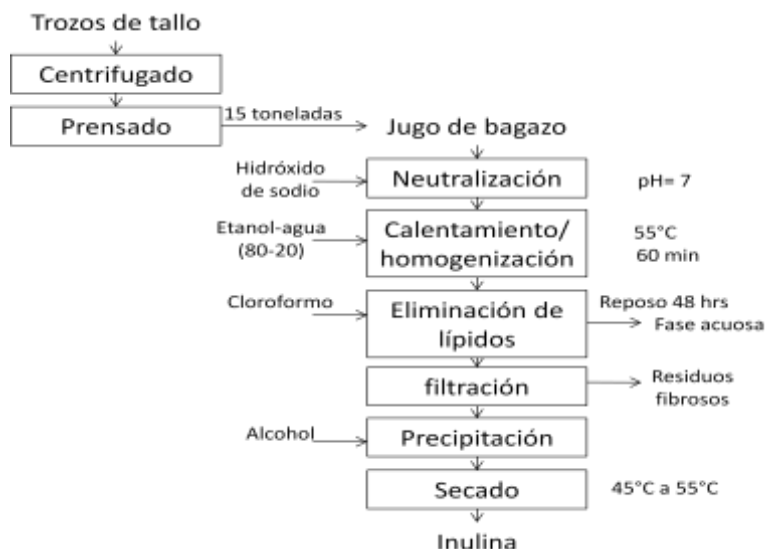 Trozos de tallo
Centrifugado
Prensado
15 toneladas
Jugo de bagazo
Hidróxido
de sodio
Neutralización
pH= 7
Etanol-agua
(80-20)
Calentamiento/
homogenización
55°C
60 min
Cloroformo
Eliminación de
lípidos
Reposo 48 hrs
Fase acuosa
filtración
Residuos
fibrosos
Alcohol
Precipitación
Secado
45°C a 55°C
Inulina